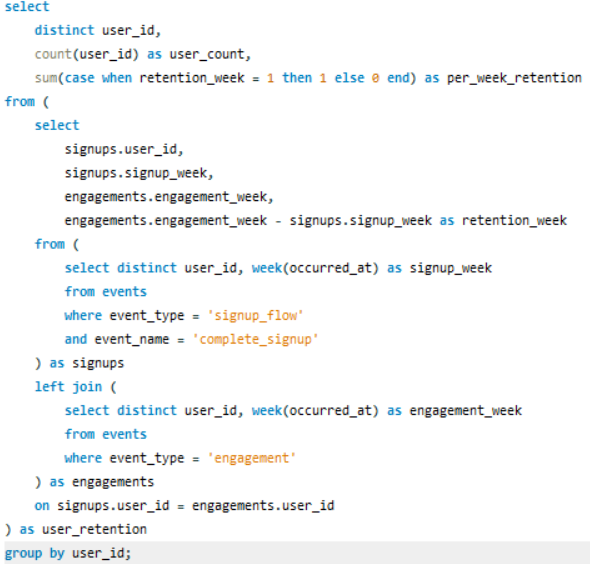 select
    distinct user_id,
    count(user_id) as user_count,
    sum(case when retention_week = 1 then 1 else 0 end) as per_week_retention
from (
    select
        signups.user_id,
        signups.signup_week,
        engagements.engagement_week,
        engagements.engagement_week - signups.signup_week as retention_week
    from (
        select distinct user_id, week(occurred_at) as signup_week
        from events
        where event_type = 'signup_flow'
        and event_name = 'complete_signup'
    ) as signups
    left join (
        select distinct user_id, week(occurred_at) as engagement_week
        from events
        where event_type = 'engagement'
    ) as engagements
    on signups.user_id = engagements.user_id
) as user_retention
group by user_id;